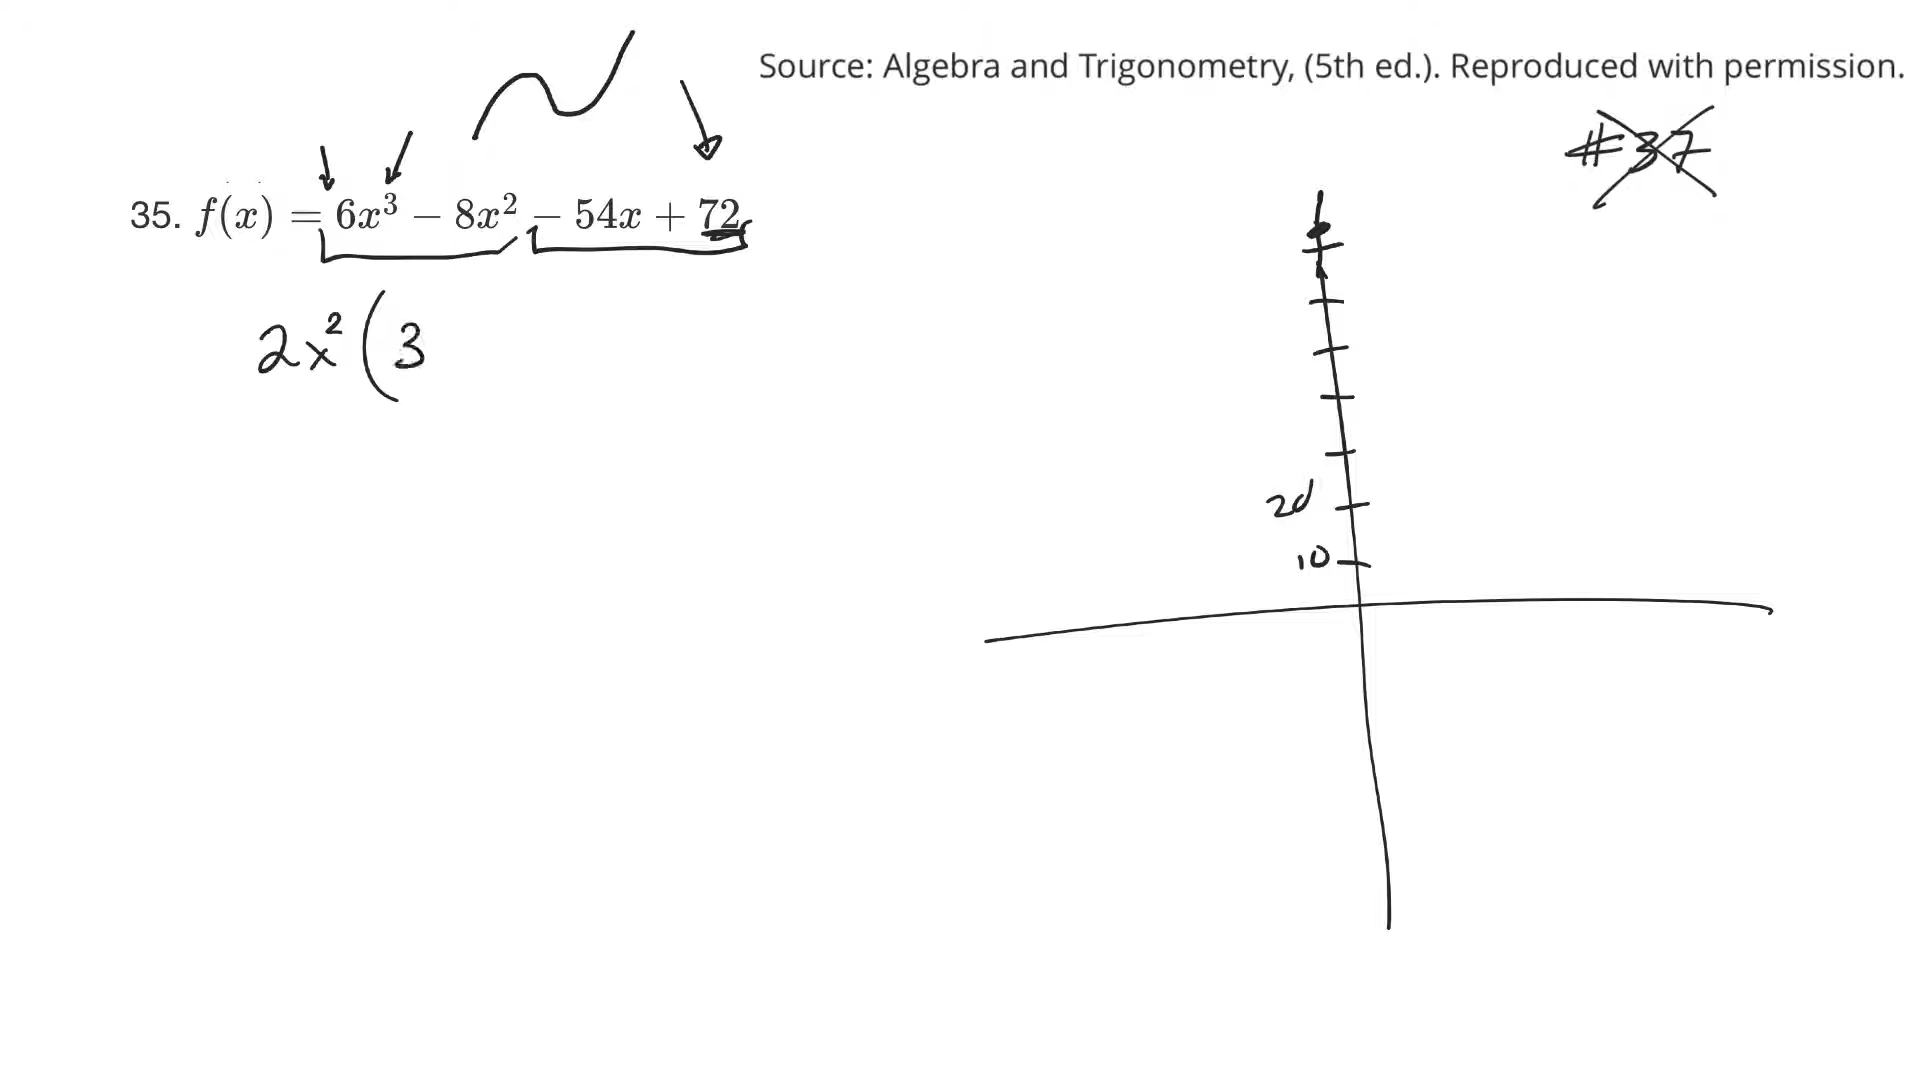 Source: Algebra and Trigonometry, (5th ed.). Reproduced with permission.
#37
35. f(x) = 6x³ − 8x² − 54x + 72
2x² (3
20
10